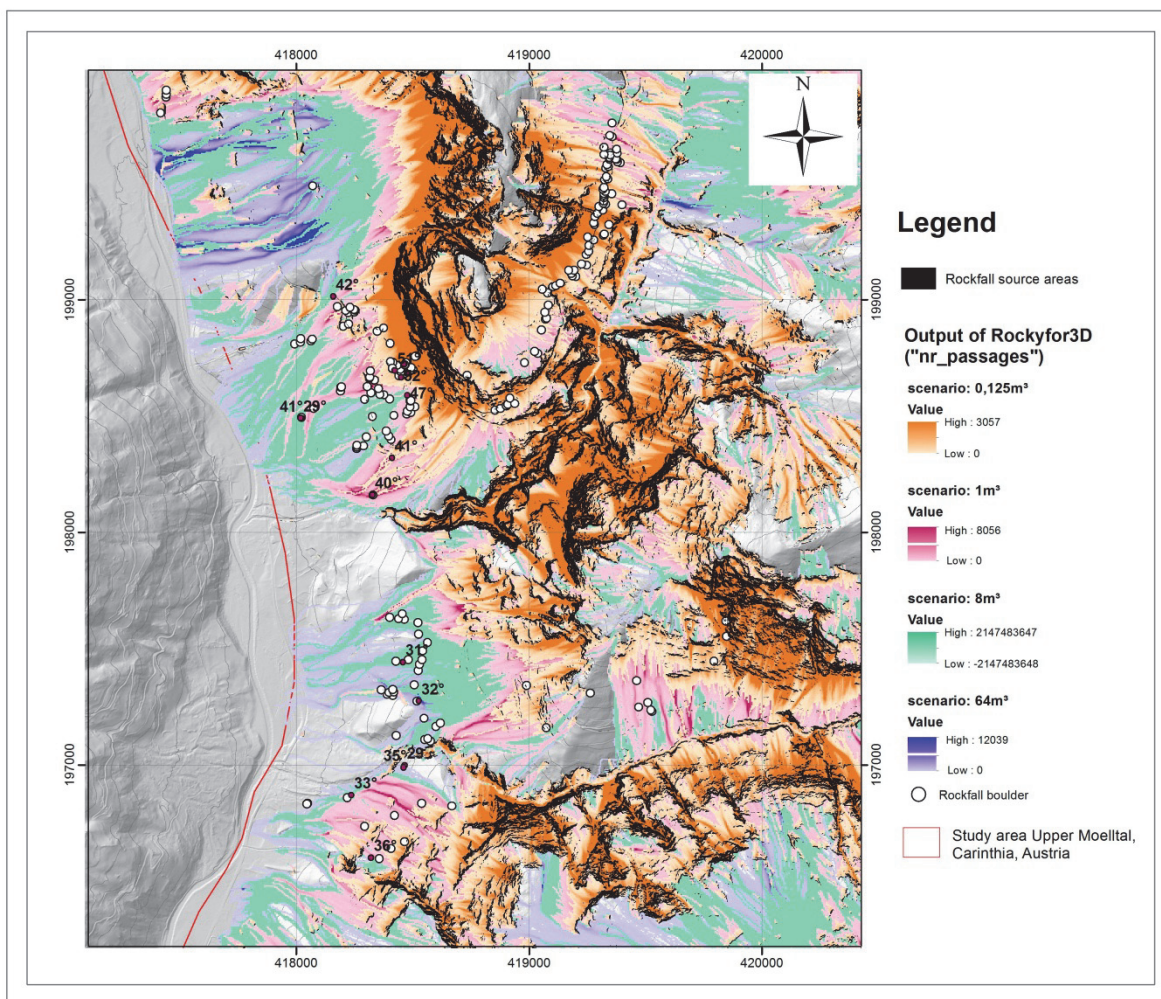 418000
419000
420000
N
199000
199000
198000
198000
197000
197000
42°
47
41° 29°
41°
40°
31°
32°
35° 29
33°
36°
Legend
Rockfall source areas
Output of Rockyfor3D
("nr_passages")
scenario: 0,125m³
Value
High : 3057
Low : 0
scenario: 1m³
Value
High : 8056
Low : 0
scenario: 8m³
Value
High : 2147483647
Low : -2147483648
scenario: 64m³
Value
High : 12039
Low : 0
Rockfall boulder
Study area Upper Moelltal,
Carinthia, Austria
418000
419000
420000